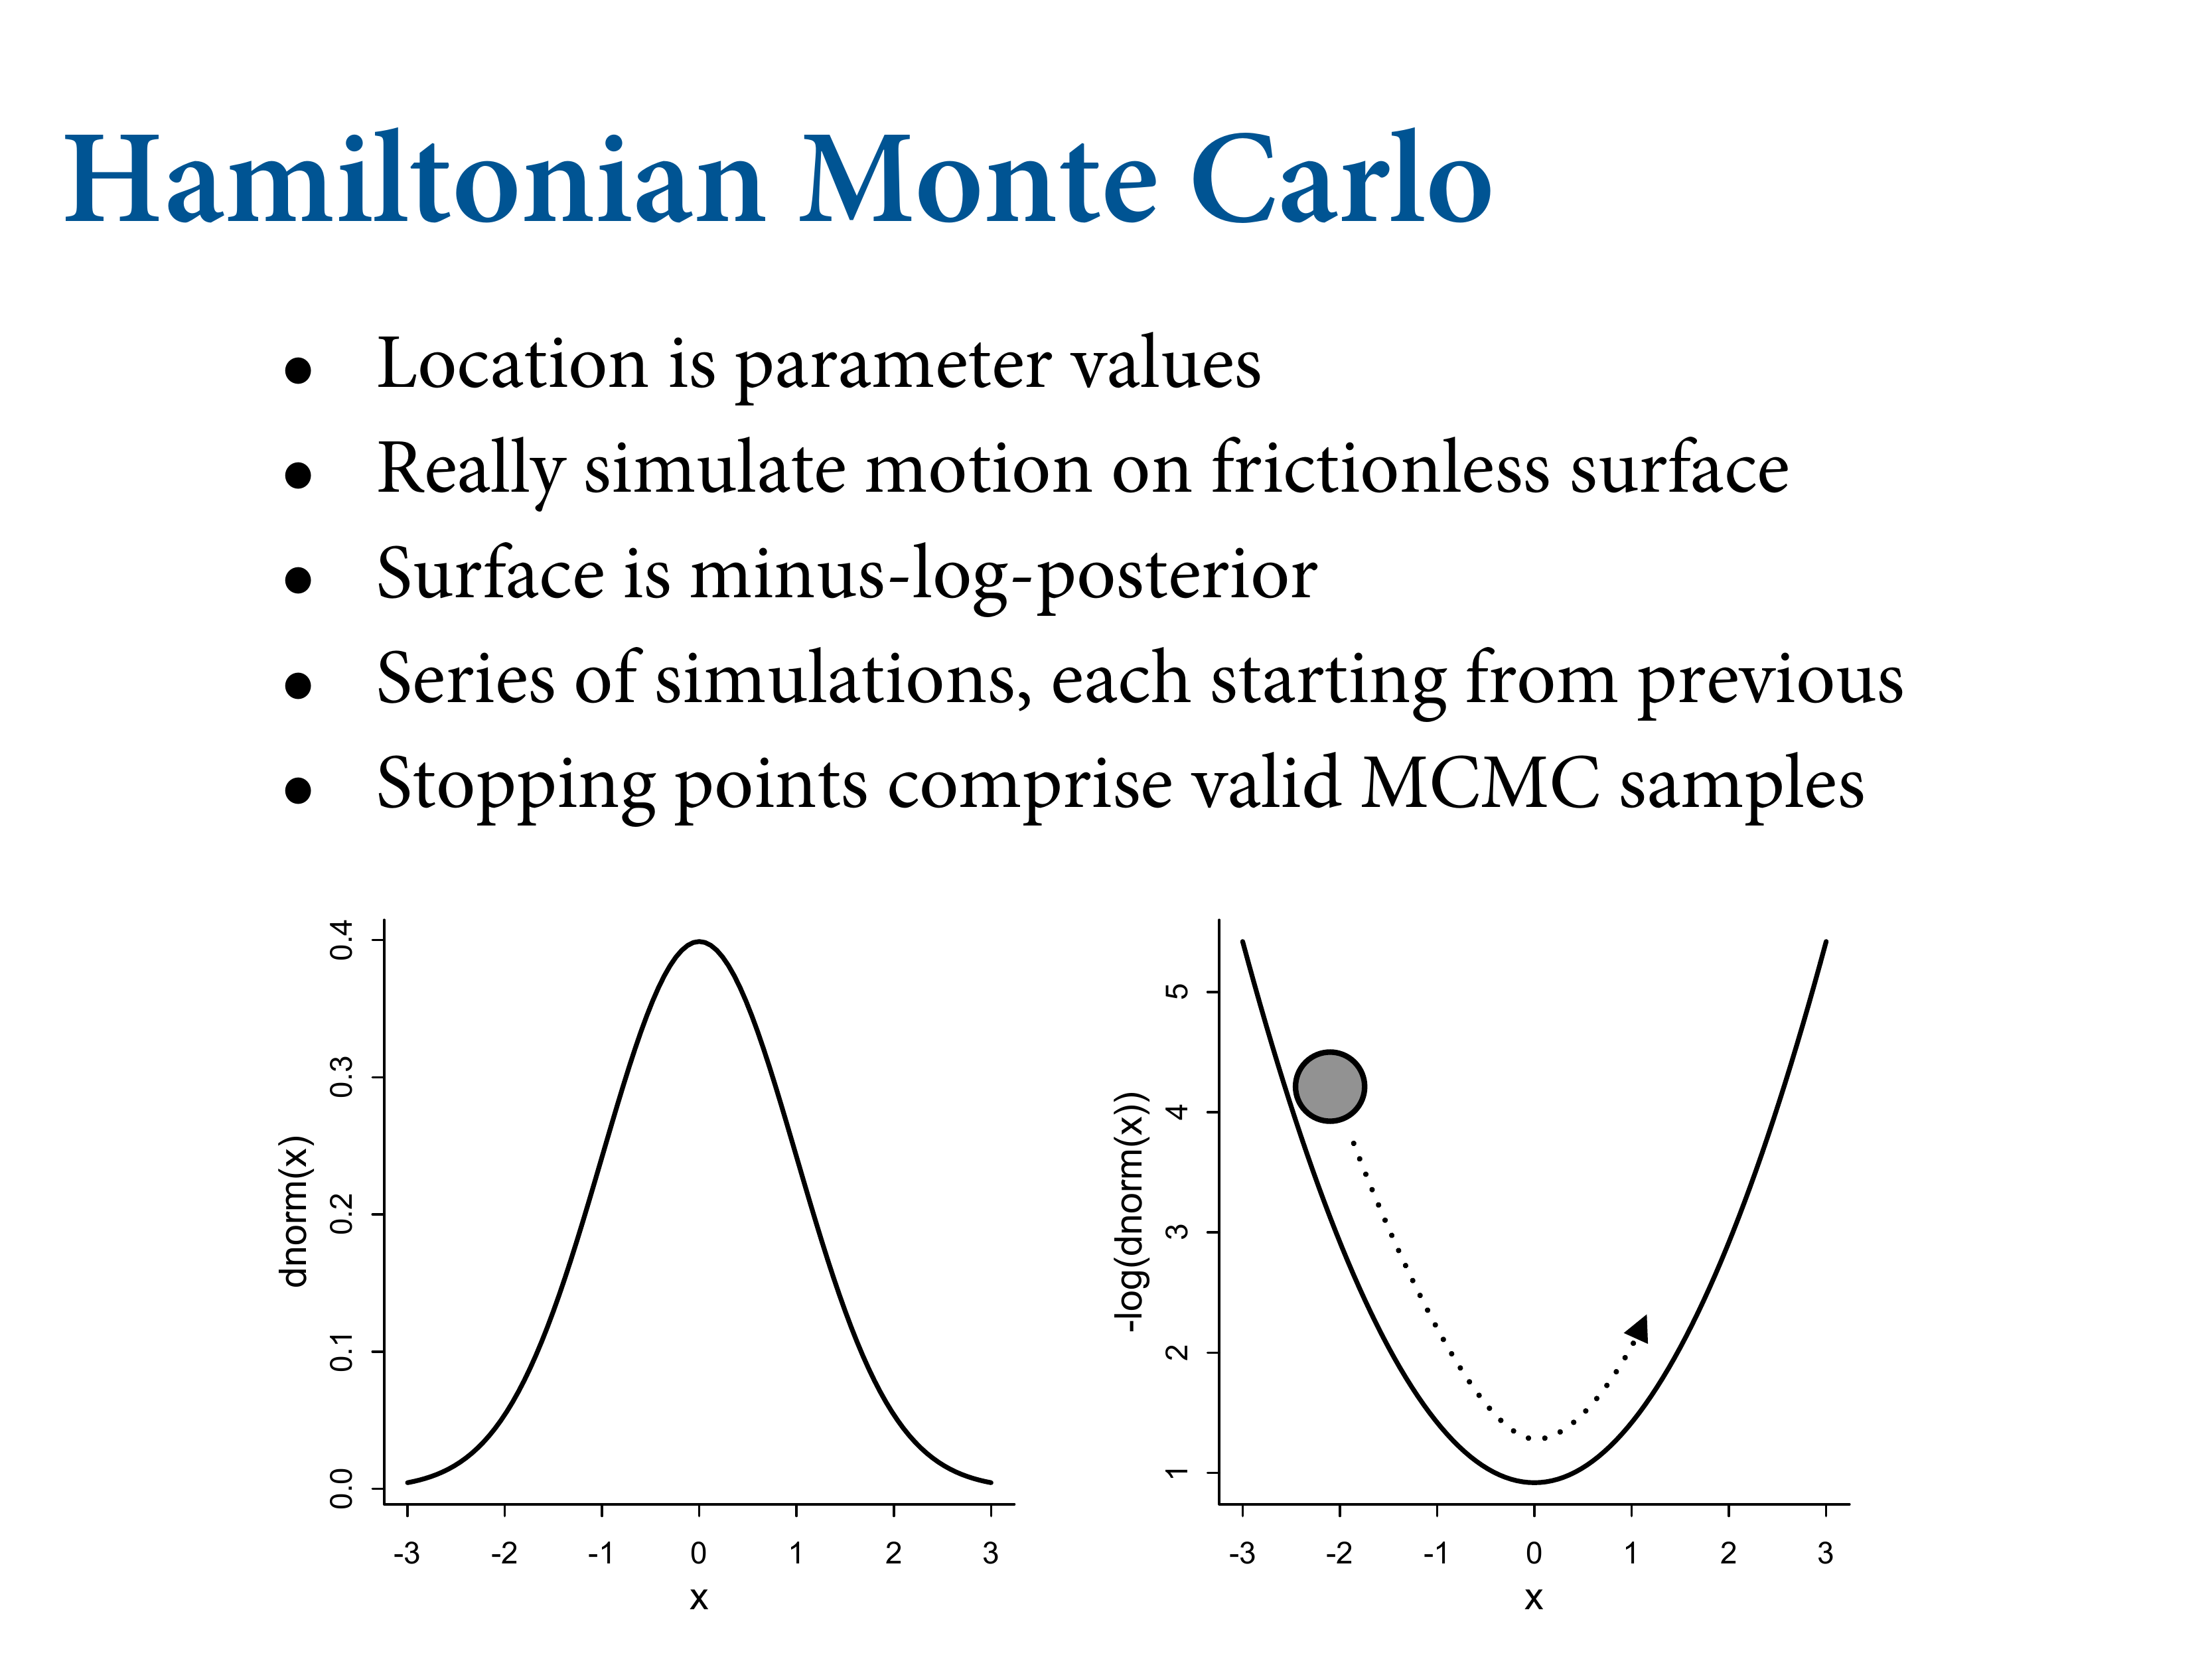 Hamiltonian Monte Carlo
• Location is parameter values
• Really simulate motion on frictionless surface
• Surface is minus-log-posterior
• Series of simulations, each starting from previous
• Stopping points comprise valid MCMC samples
dnorm(x)
0.4
0.3
0.2
0.1
0.0
-3 -2 -1 0 1 2 3
x
-log(dnorm(x))
5
4
3
2
1
-3 -2 -1 0 1 2 3
x